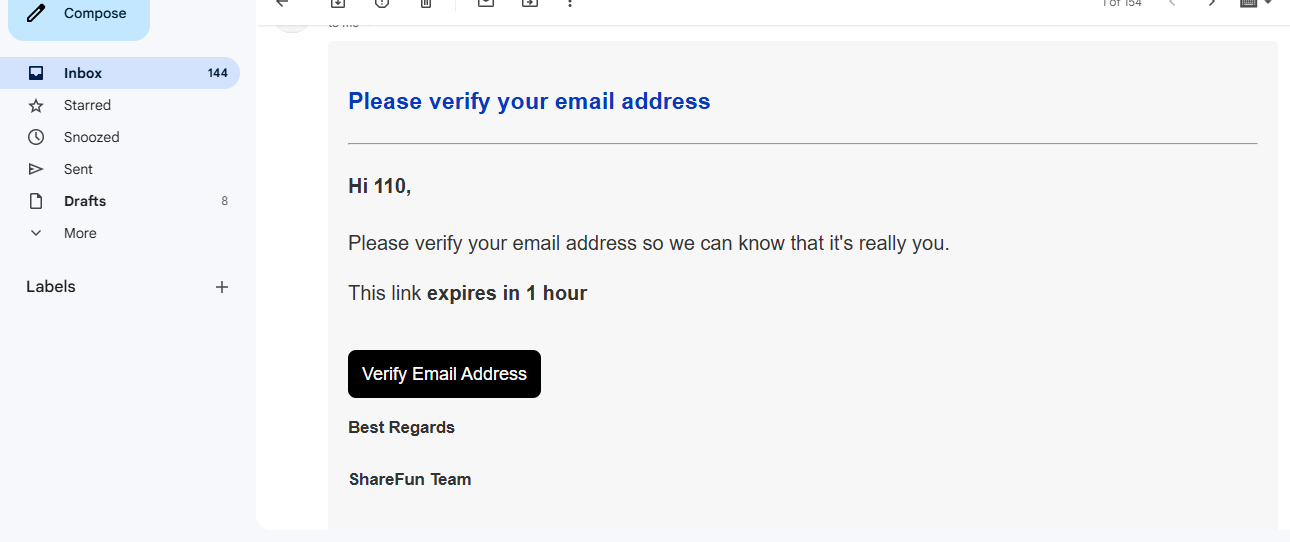 Compose
1 of 154
to me
Inbox 144
Starred
Snoozed
Sent
Drafts 8
More
Labels
Please verify your email address
Hi 110,
Please verify your email address so we can know that it's really you.
This link expires in 1 hour
Verify Email Address
Best Regards
ShareFun Team